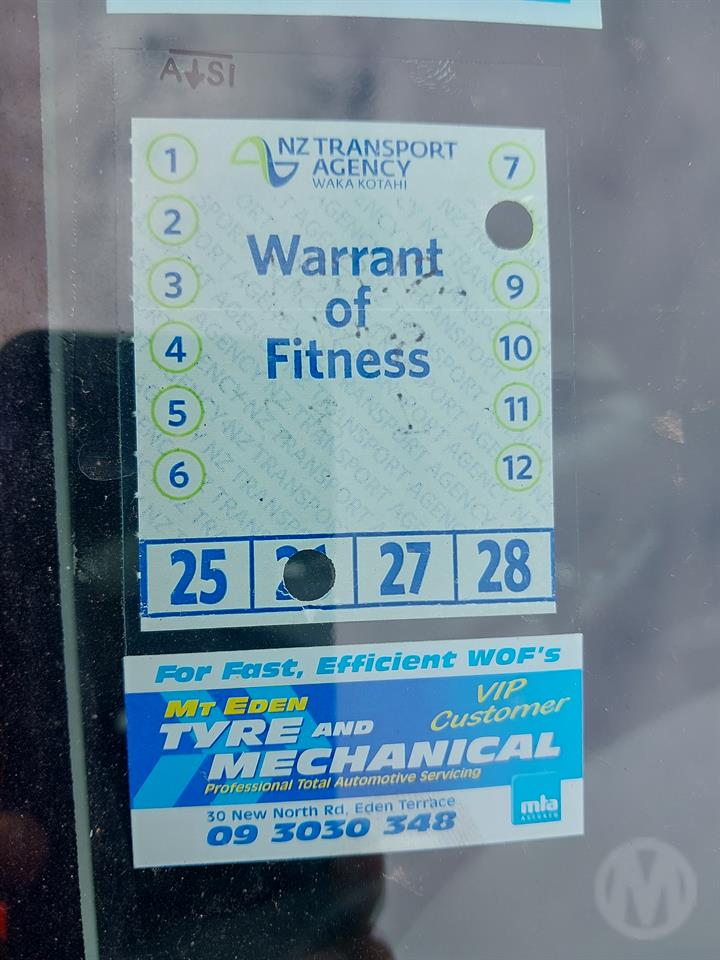 A↓SI
NZ TRANSPORT
AGENCY
WAKA KOTAHI
1
2
3
4
5
6
7
9
10
11
12
Warrant
of
Fitness
25
27
28
For Fast, Efficient WOF's
VIP
Customer
MT EDEN
TYRE AND
MECHANICAL
Professional Total Automotive Servicing
30 New North Rd, Eden Terrace
09 3030 348
mta
ASSURED
M